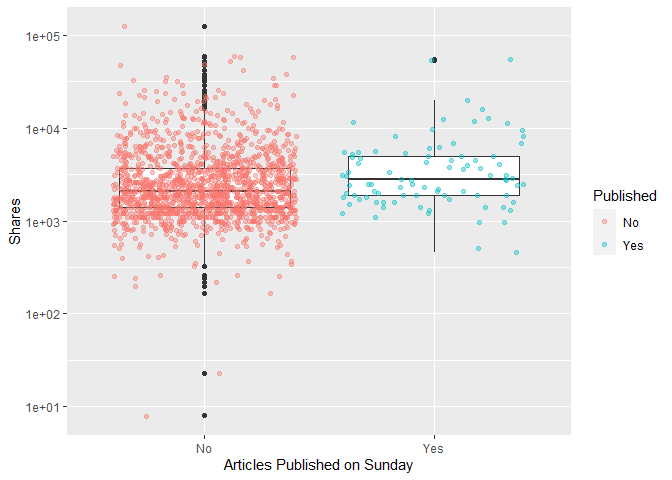 1e+05
1e+04
1e+03
1e+02
1e+01
Shares
No
Yes
Articles Published on Sunday
Published
No
Yes